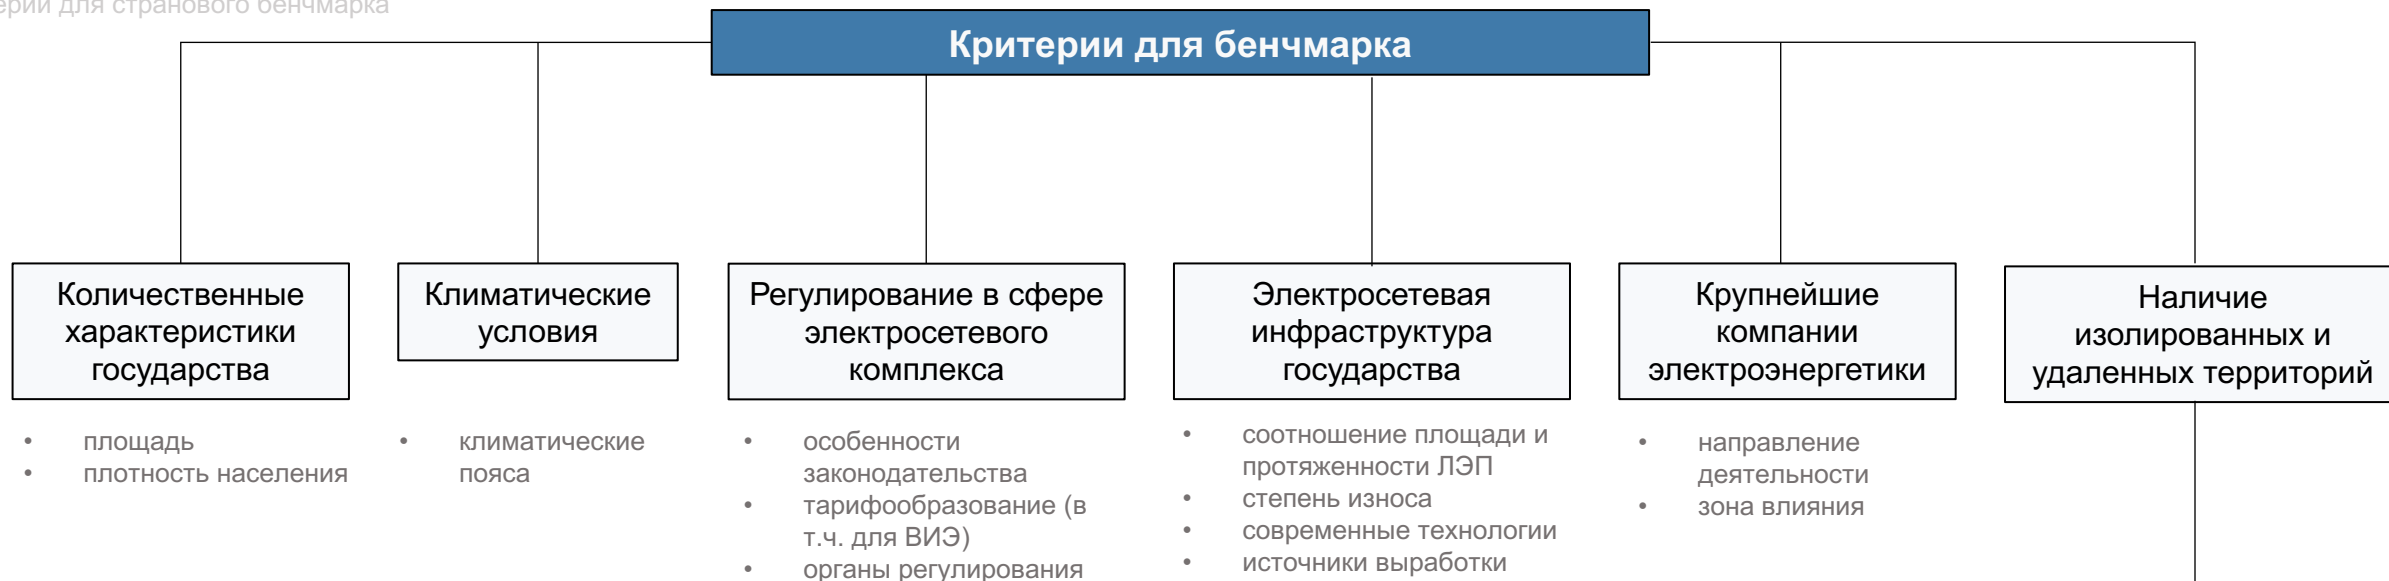 для странового бенчмарка
Критерии для бенчмарка
Количественные
характеристики
государства
• площадь
• плотность населения
Климатические
условия
• климатические
пояса
Регулирование в сфере
электросетевого
комплекса
• особенности
законодательства
• тарифообразование (в
т.ч. для ВИЭ)
• органы регулирования
Электросетевая
инфраструктура
государства
• соотношение площади и
протяженности ЛЭП
• степень износа
• современные технологии
• источники выработки
Крупнейшие
компании
электроэнергетики
• направление
деятельности
• зона влияния
Наличие
изолированных и
удаленных территорий